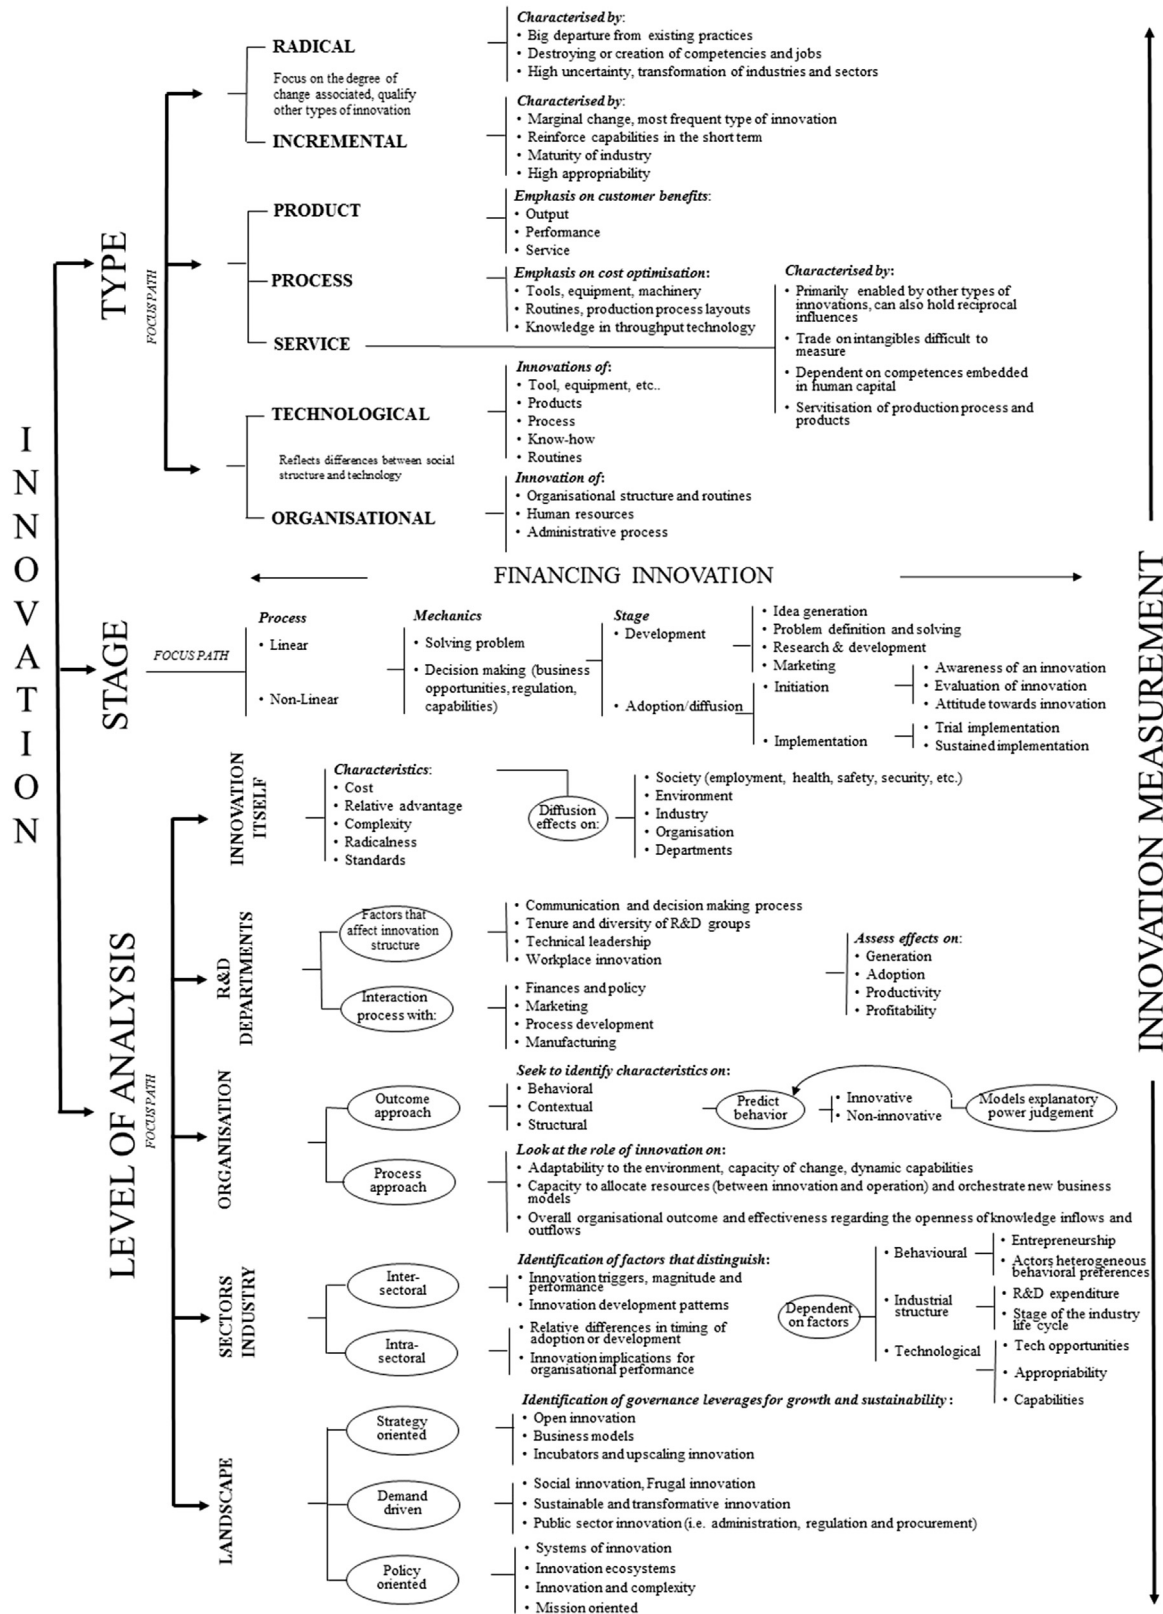 INNOVATION
TYPE
FOCUS PATH
RADICAL
Focus on the degree of
change associated, qualify
other types of innovation
INCREMENTAL
Characterised by:
• Big departure from existing practices
• Destroying or creation of competencies and jobs
• High uncertainty, transformation of industries and sectors
Characterised by:
• Marginal change, most frequent type of innovation
• Reinforce capabilities in the short term
• Maturity of industry
• High appropriability
PRODUCT
Emphasis on customer benefits:
• Output
• Performance
• Service
PROCESS
Emphasis on cost optimisation:
• Tools, equipment, machinery
• Routines, production process layouts
• Knowledge in throughput technology
SERVICE
Characterised by:
• Primarily enabled by other types of
innovations, can also hold reciprocal
influences
• Trade on intangibles difficult to
measure
• Dependent on competences embedded
in human capital
• Servitisation of production process and
products
TECHNOLOGICAL
Reflects differences between social
structure and technology
ORGANISATIONAL
Innovations of:
• Tool, equipment, etc..
• Products
• Process
• Know-how
• Routines
Innovation of:
• Organisational structure and routines
• Human resources
• Administrative process
FINANCING INNOVATION
STAGE
FOCUS PATH
Process
• Linear
• Non-Linear
Mechanics
• Solving problem
• Decision making (business
opportunities, regulation,
capabilities)
Stage
• Development
• Adoption/diffusion
• Idea generation
• Problem definition and solving
• Research & development
• Marketing
• Initiation
• Implementation
• Awareness of an innovation
• Evaluation of innovation
• Attitude towards innovation
• Trial implementation
• Sustained implementation
LEVEL OF ANALYSIS
FOCUS PATH
INNOVATION
ITSELF
Characteristics:
• Cost
• Relative advantage
• Complexity
• Radicalness
• Standards
Diffusion
effects on:
• Society (employment, health, safety, security, etc.)
• Environment
• Industry
• Organisation
• Departments
R&D
DEPARTMENTS
Factors that
affect innovation
structure
• Communication and decision making process
• Tenure and diversity of R&D groups
• Technical leadership
• Workplace innovation
Interaction
process with:
• Finances and policy
• Marketing
• Process development
• Manufacturing
Assess effects on:
• Generation
• Adoption
• Productivity
• Profitability
ORGANISATION
Outcome
approach
Seek to identify characteristics on:
• Behavioral
• Contextual
• Structural
Predict
behavior
• Innovative
• Non-innovative
Models explanatory
power judgement
Process
approach
Look at the role of innovation on:
• Adaptability to the environment, capacity of change, dynamic capabilities
• Capacity to allocate resources (between innovation and operation) and orchestrate new business
models
• Overall organisational outcome and effectiveness regarding the openness of knowledge inflows and
outflows
SECTORS
INDUSTRY
Inter-
sectoral
Identification of factors that distinguish:
• Innovation triggers, magnitude and
performance
• Innovation development patterns
Intra-
sectoral
• Relative differences in timing of
adoption or development
• Innovation implications for
organisational performance
Dependent
on factors
• Behavioural
• Industrial
structure
• Technological
• Entrepreneurship
• Actors heterogeneous
behavioral preferences
• R&D expenditure
• Stage of the industry
life cycle
• Tech opportunities
• Appropriability
• Capabilities
LANDSCAPE
Strategy
oriented
Identification of governance leverages for growth and sustainability :
• Open innovation
• Business models
• Incubators and upscaling innovation
Demand
driven
• Social innovation, Frugal innovation
• Sustainable and transformative innovation
• Public sector innovation (i.e. administration, regulation and procurement)
Policy
oriented
• Systems of innovation
• Innovation ecosystems
• Innovation and complexity
• Mission oriented
INNOVATION MEASUREMENT